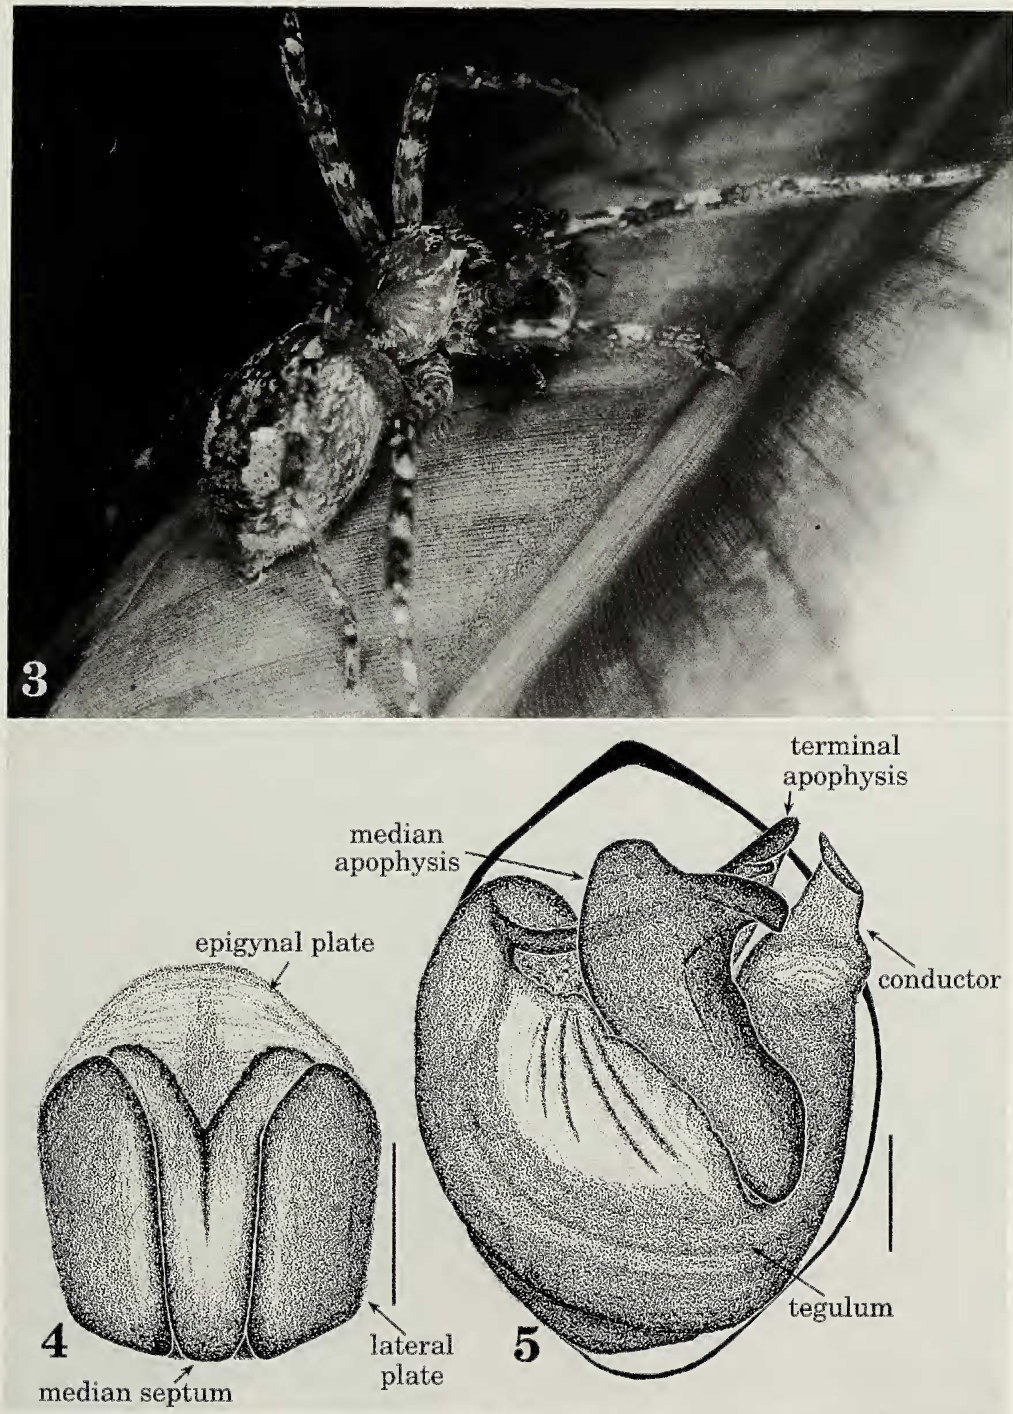 3
terminal
apophysis
median
apophysis
epigynal plate
conductor
tegulum
4
lateral
plate
5
median septum